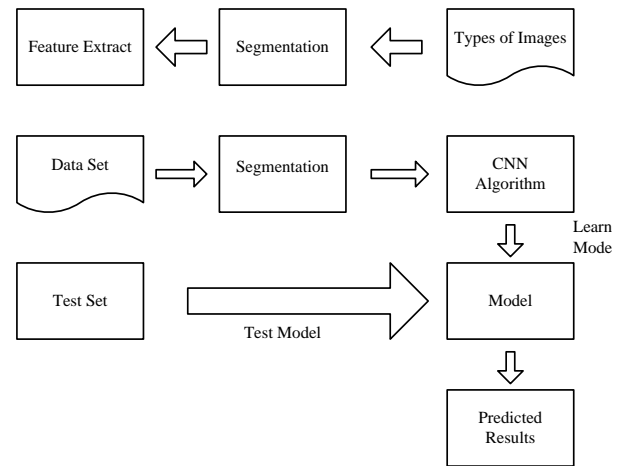 Feature Extract
Segmentation
Types of Images
Data Set
Segmentation
CNN
Algorithm
Learn
Mode
Test Set
Test Model
Model
Predicted
Results